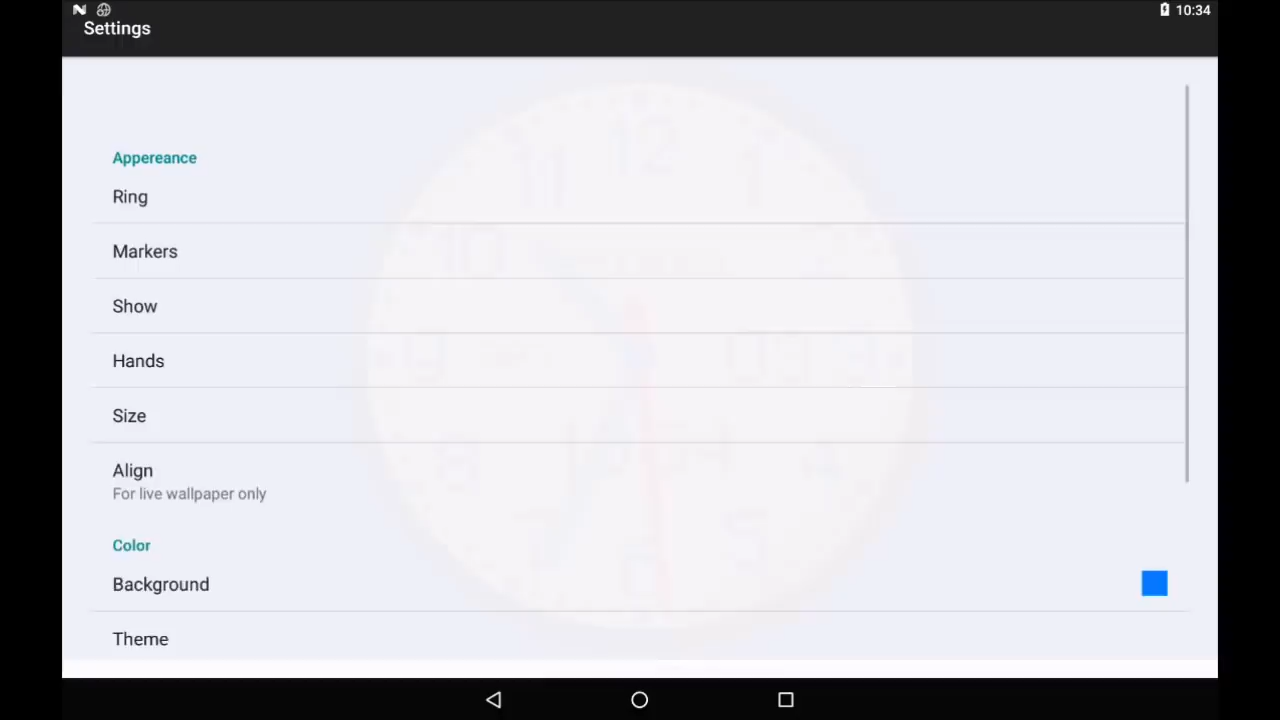 10:34
Settings
Appereance
Ring
Markers
Show
Hands
Size
Align
For live wallpaper only
Color
Background
Theme